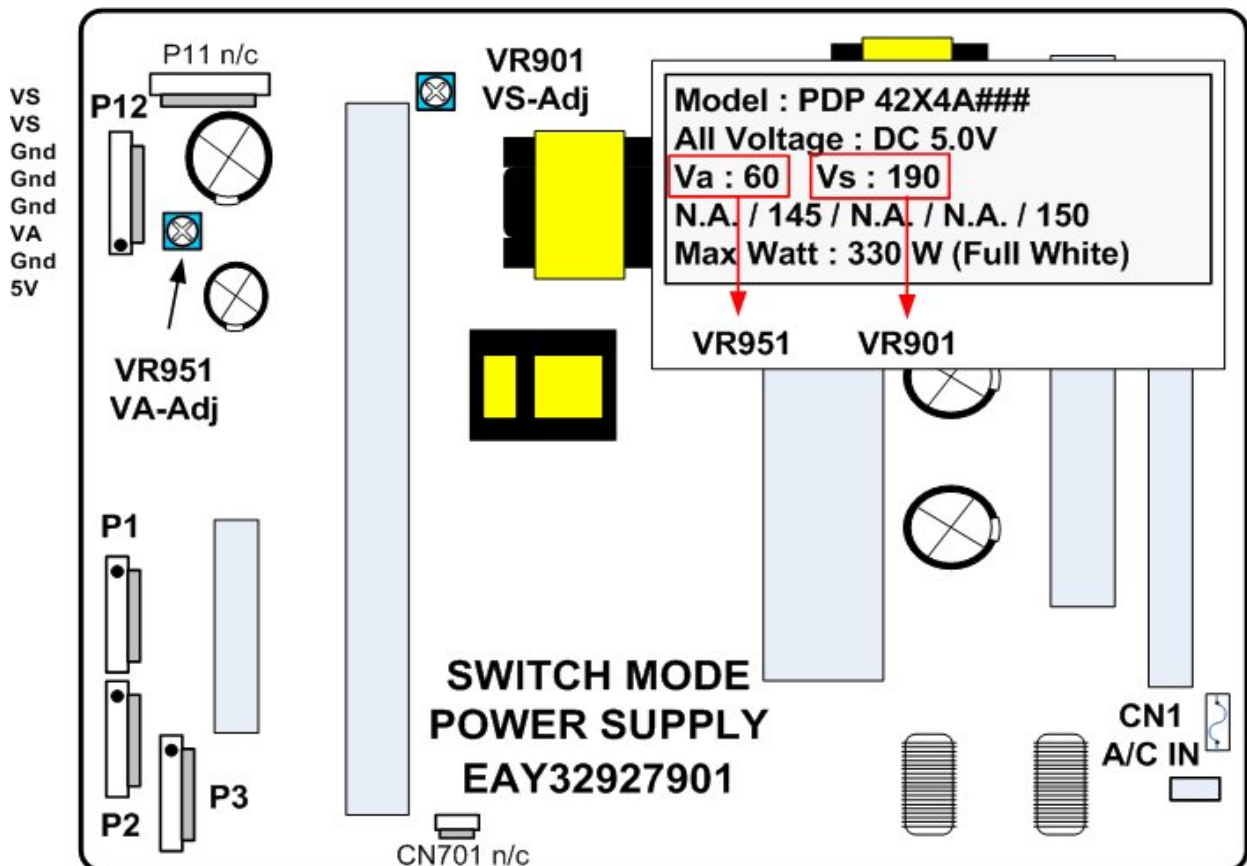 P11 n/c
VS
VS
Gnd
Gnd
Gnd
VA
Gnd
5V
P12
VR901
VS-Adj
Model : PDP 42X4A###
All Voltage : DC 5.0V
Va : 60 Vs : 190
N.A. / 145 / N.A. / N.A. / 150
Max Watt : 330 W (Full White)
VR951 VR901
VR951
VA-Adj
P1
P2
P3
SWITCH MODE
POWER SUPPLY
EAY32927901
CN701 n/c
CN1
A/C IN